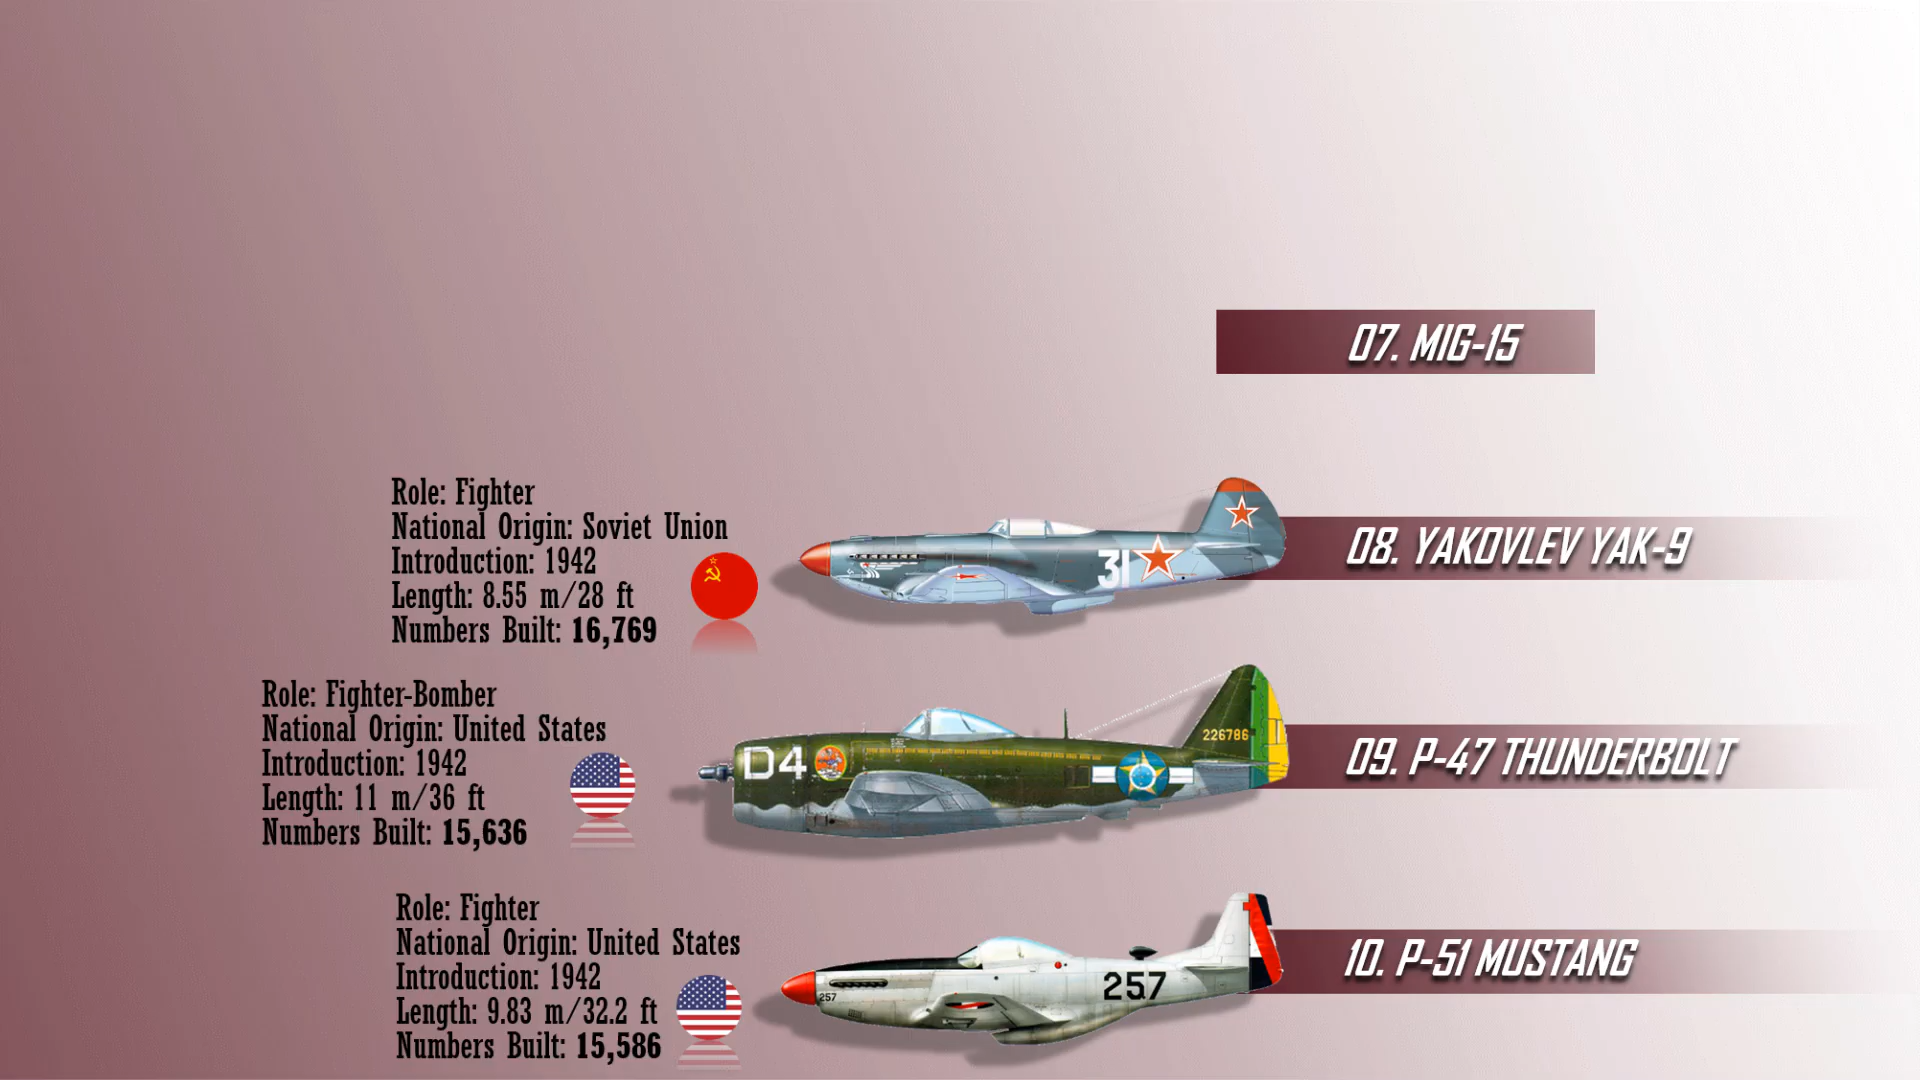 07. MIG-15
Role: Fighter
National Origin: Soviet Union
Introduction: 1942
Length: 8.55 m/28 ft
Numbers Built: 16,769
31
08. YAKOVLEV YAK-9
Role: Fighter-Bomber
National Origin: United States
Introduction: 1942
Length: 11 m/36 ft
Numbers Built: 15,636
D4
226786
09. P-47 THUNDERBOLT
Role: Fighter
National Origin: United States
Introduction: 1942
Length: 9.83 m/32.2 ft
Numbers Built: 15,586
257
257
10. P-51 MUSTANG